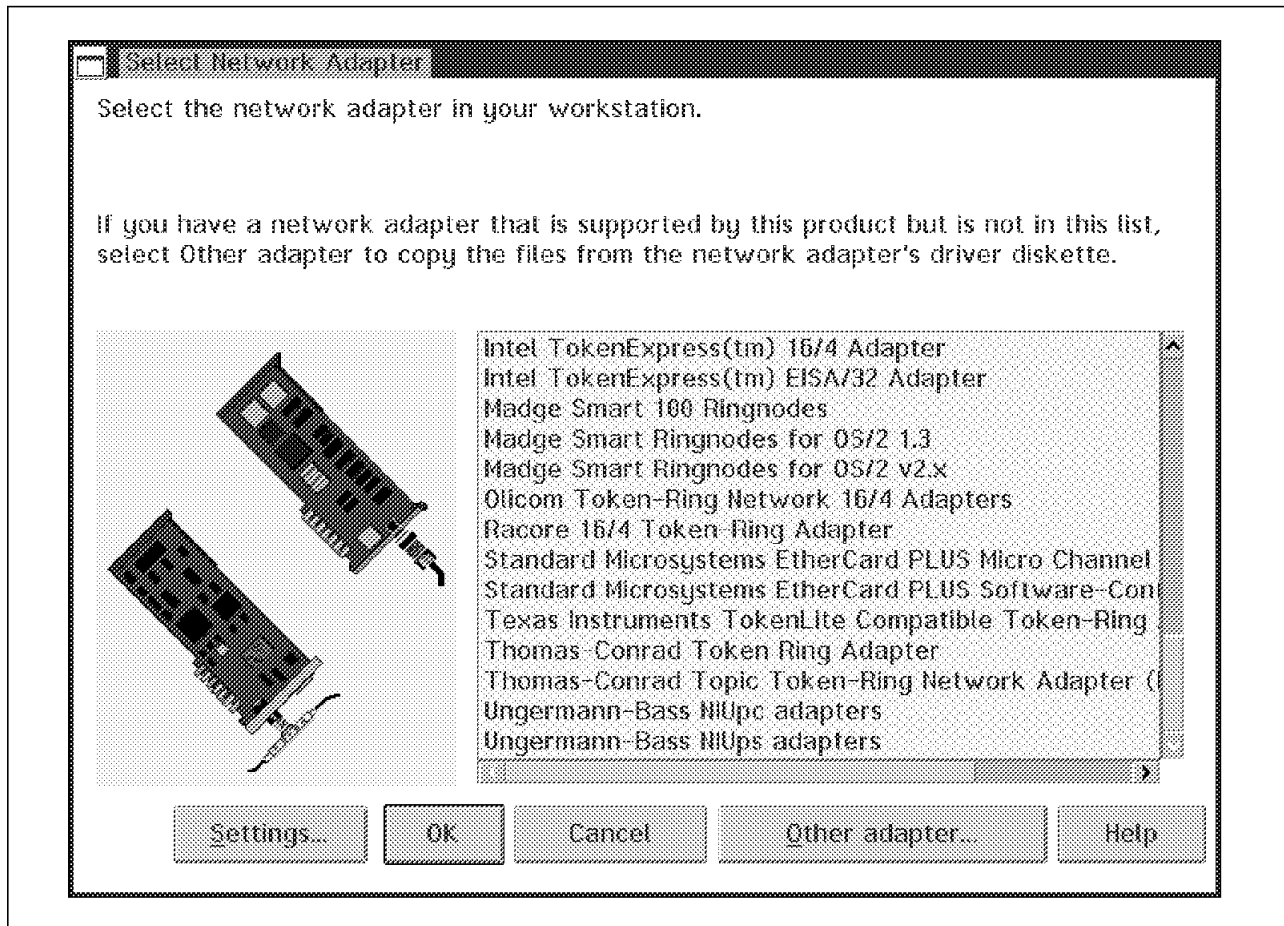 Select Network Adapter
Select the network adapter in your workstation.
If you have a network adapter that is supported by this product but is not in this list,
select Other adapter to copy the files from the network adapter's driver diskette.
Intel TokenExpress(tm) 16/4 Adapter
Intel TokenExpress(tm) EISA/32 Adapter
Madge Smart 100 Ringnodes
Madge Smart Ringnodes for OS/2 1.3
Madge Smart Ringnodes for OS/2 v2.x
Olicom Token-Ring Network 16/4 Adapters
Racore 16/4 Token-Ring Adapter
Standard Microsystems EtherCard PLUS Micro Channel
Standard Microsystems EtherCard PLUS Software-Con
Texas Instruments TokenLite Compatible Token-Ring
Thomas-Conrad Token Ring Adapter
Thomas-Conrad Topic Token-Ring Network Adapter (
Ungermann-Bass NIUpc adapters
Ungermann-Bass NIUps adapters
Settings... OK Cancel Other adapter... Help